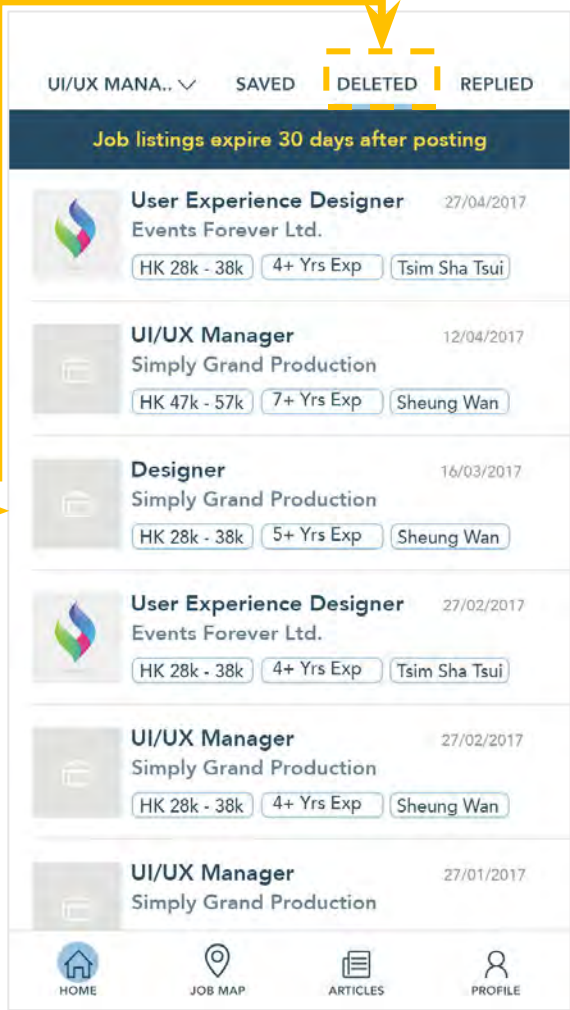 UI/UX MANA.. SAVED DELETED REPLIED
Job listings expire 30 days after posting
User Experience Designer 27/04/2017
Events Forever Ltd.
HK 28k - 38k 4+ Yrs Exp Tsim Sha Tsui
UI/UX Manager 12/04/2017
Simply Grand Production
HK 47k - 57k 7+ Yrs Exp Sheung Wan
Designer 16/03/2017
Simply Grand Production
HK 28k - 38k 5+ Yrs Exp Sheung Wan
User Experience Designer 27/02/2017
Events Forever Ltd.
HK 28k - 38k 4+ Yrs Exp Tsim Sha Tsui
UI/UX Manager 27/02/2017
Simply Grand Production
HK 28k - 38k 4+ Yrs Exp Sheung Wan
UI/UX Manager 27/01/2017
Simply Grand Production
HOME JOB MAP ARTICLES PROFILE